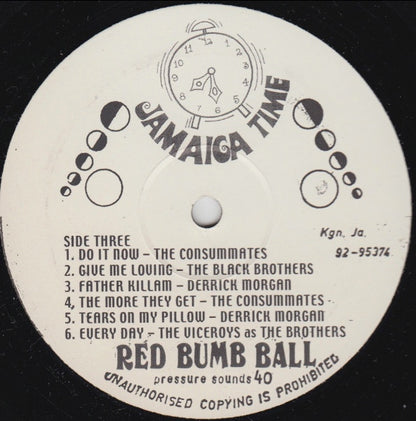 JAMAICA TIME
SIDE THREE
Kgn, Ja.
92-95374
1. DO IT NOW – THE CONSUMMATES
2. GIVE ME LOVING – THE BLACK BROTHERS
3. FATHER KILLAM – DERRICK MORGAN
4, THE MORE THEY GET – THE CONSUMMATES
5. TEARS ON MY PILLOW – DERRICK MORGAN
6. EVERY DAY – THE VICEROYS as THE BROTHERS
RED BUMB BALL
pressure sounds 40
UNAUTHORISED COPYING IS PROHIBITED